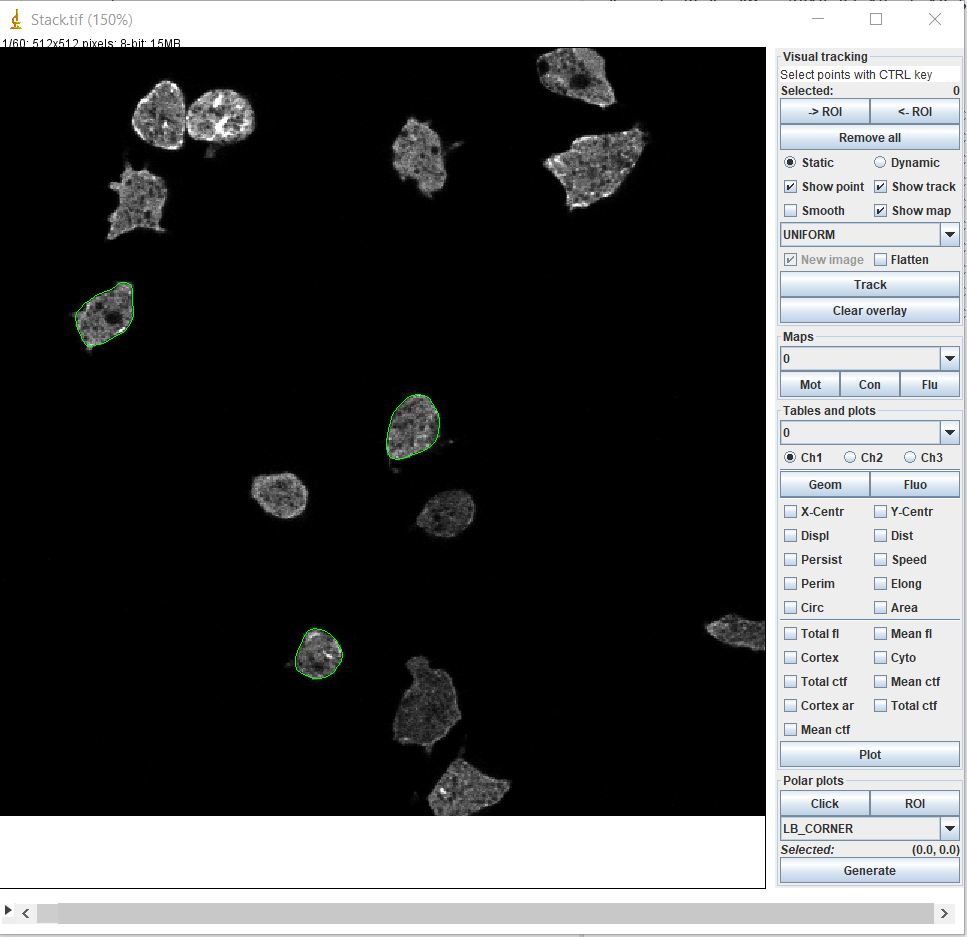 Stack.tif (150%)
1/60; 512x512 pixels; 8-bit; 15MB
Visual tracking
Select points with CTRL key
Selected: 0
-> ROI <- ROI
Remove all
Static Dynamic
Show point Show track
Smooth Show map
UNIFORM
New image Flatten
Track
Clear overlay
Maps
0
Mot Con Flu
Tables and plots
0
Ch1 Ch2 Ch3
Geom Fluo
X-Centr Y-Centr
Displ Dist
Persist Speed
Perim Elong
Circ Area
Total fl Mean fl
Cortex Cyto
Total ctf Mean ctf
Cortex ar Total ctf
Mean ctf
Plot
Polar plots
Click ROI
LB_CORNER
Selected: (0.0, 0.0)
Generate